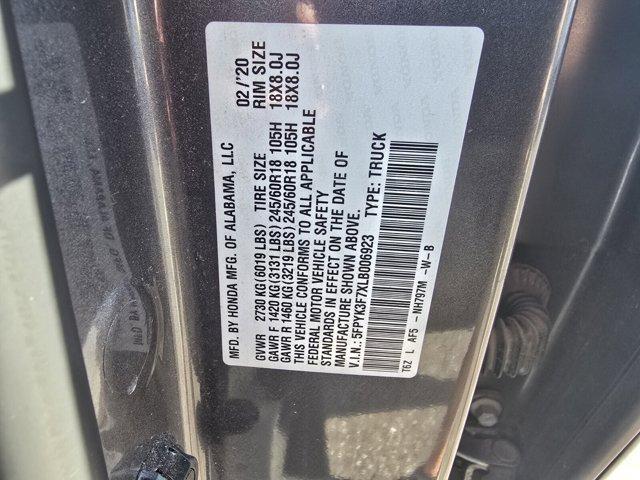 MFD. BY HONDA MFG. OF ALABAMA, LLC 02/'20
GVWR 2730 KG (6019 LBS) TIRE SIZE RIM SIZE
GAWR F 1420 KG (3131 LBS) 245/60R18 105H 18X8.0J
GAWR R 1460 KG (3219 LBS) 245/60R18 105H 18X8.0J
THIS VEHICLE CONFORMS TO ALL APPLICABLE
FEDERAL MOTOR VEHICLE SAFETY
STANDARDS IN EFFECT ON THE DATE OF
MANUFACTURE SHOWN ABOVE.
V.I.N.: 5FPYK3F7XLB006923 TYPE: TRUCK
T6Z L AF5 - NH797M -W-B